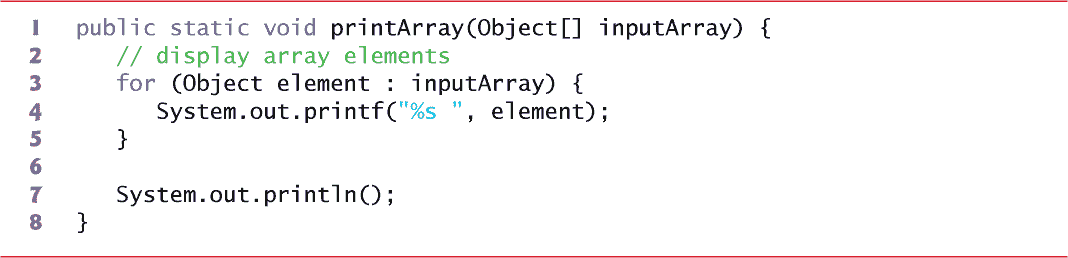 1 public static void printArray(Object[] inputArray) {
2 // display array elements
3 for (Object element : inputArray) {
4 System.out.printf("%s ", element);
5 }
6
7 System.out.println();
8 }